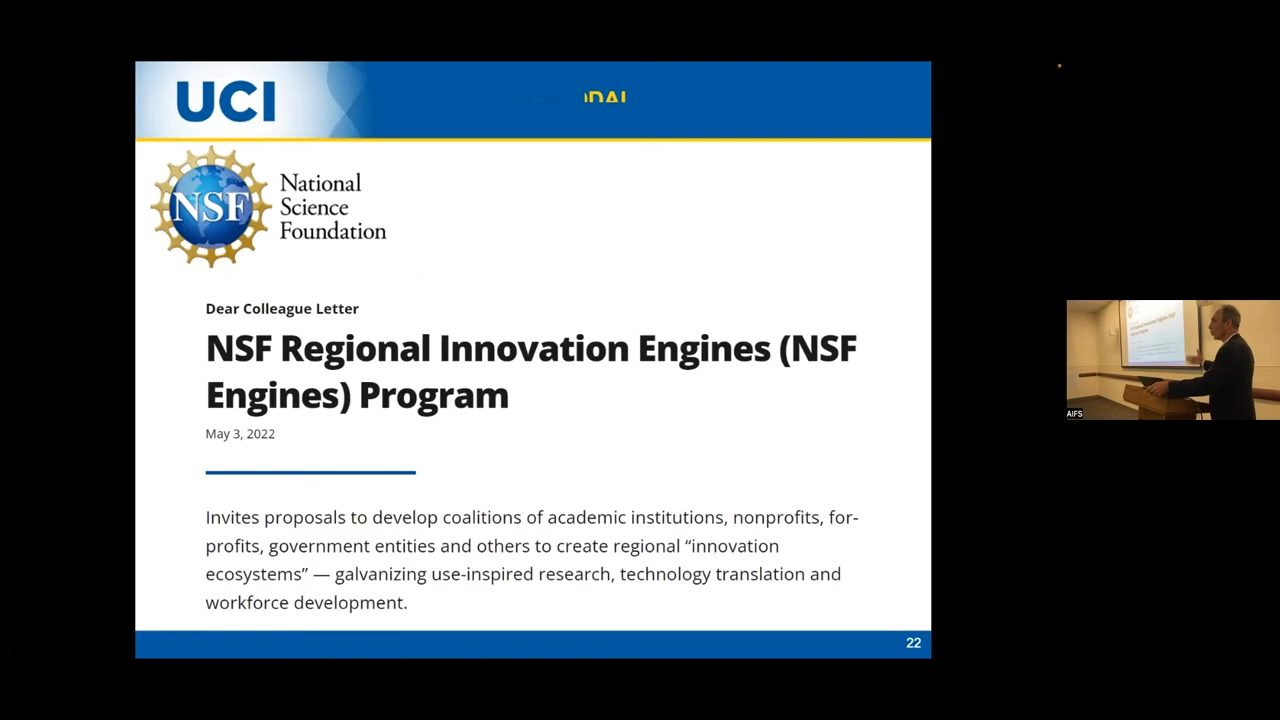 UCI
NSF
National
Science
Foundation
Dear Colleague Letter
NSF Regional Innovation Engines (NSF
Engines) Program
May 3, 2022
Invites proposals to develop coalitions of academic institutions, nonprofits, for-
profits, government entities and others to create regional “innovation
ecosystems” — galvanizing use-inspired research, technology translation and
workforce development.
22
AIFS